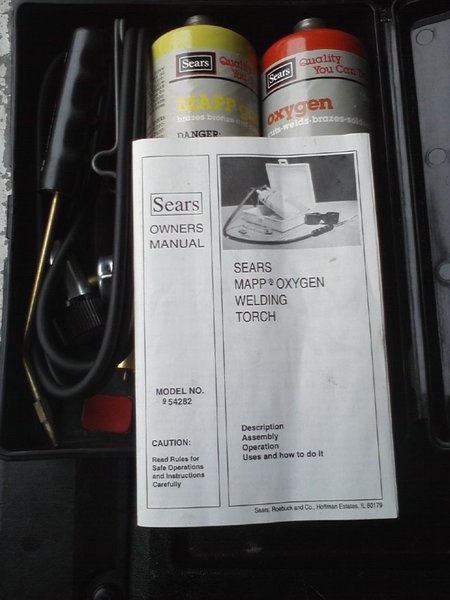 Sears
Quality
You
MAPP
brazes bronze and
DANGER:
Sears
Quality
You Can
oxygen
cuts-welds-brazes-sold
Sears
OWNERS
MANUAL
MODEL NO.
9 54282
CAUTION:
Read Rules for
Safe Operations
and Instructions
Carefully
SEARS
MAPP® OXYGEN
WELDING
TORCH
Description
Assembly
Operation
Uses and how to do it
Sears, Roebuck and Co., Hoffman Estates, IL 60179